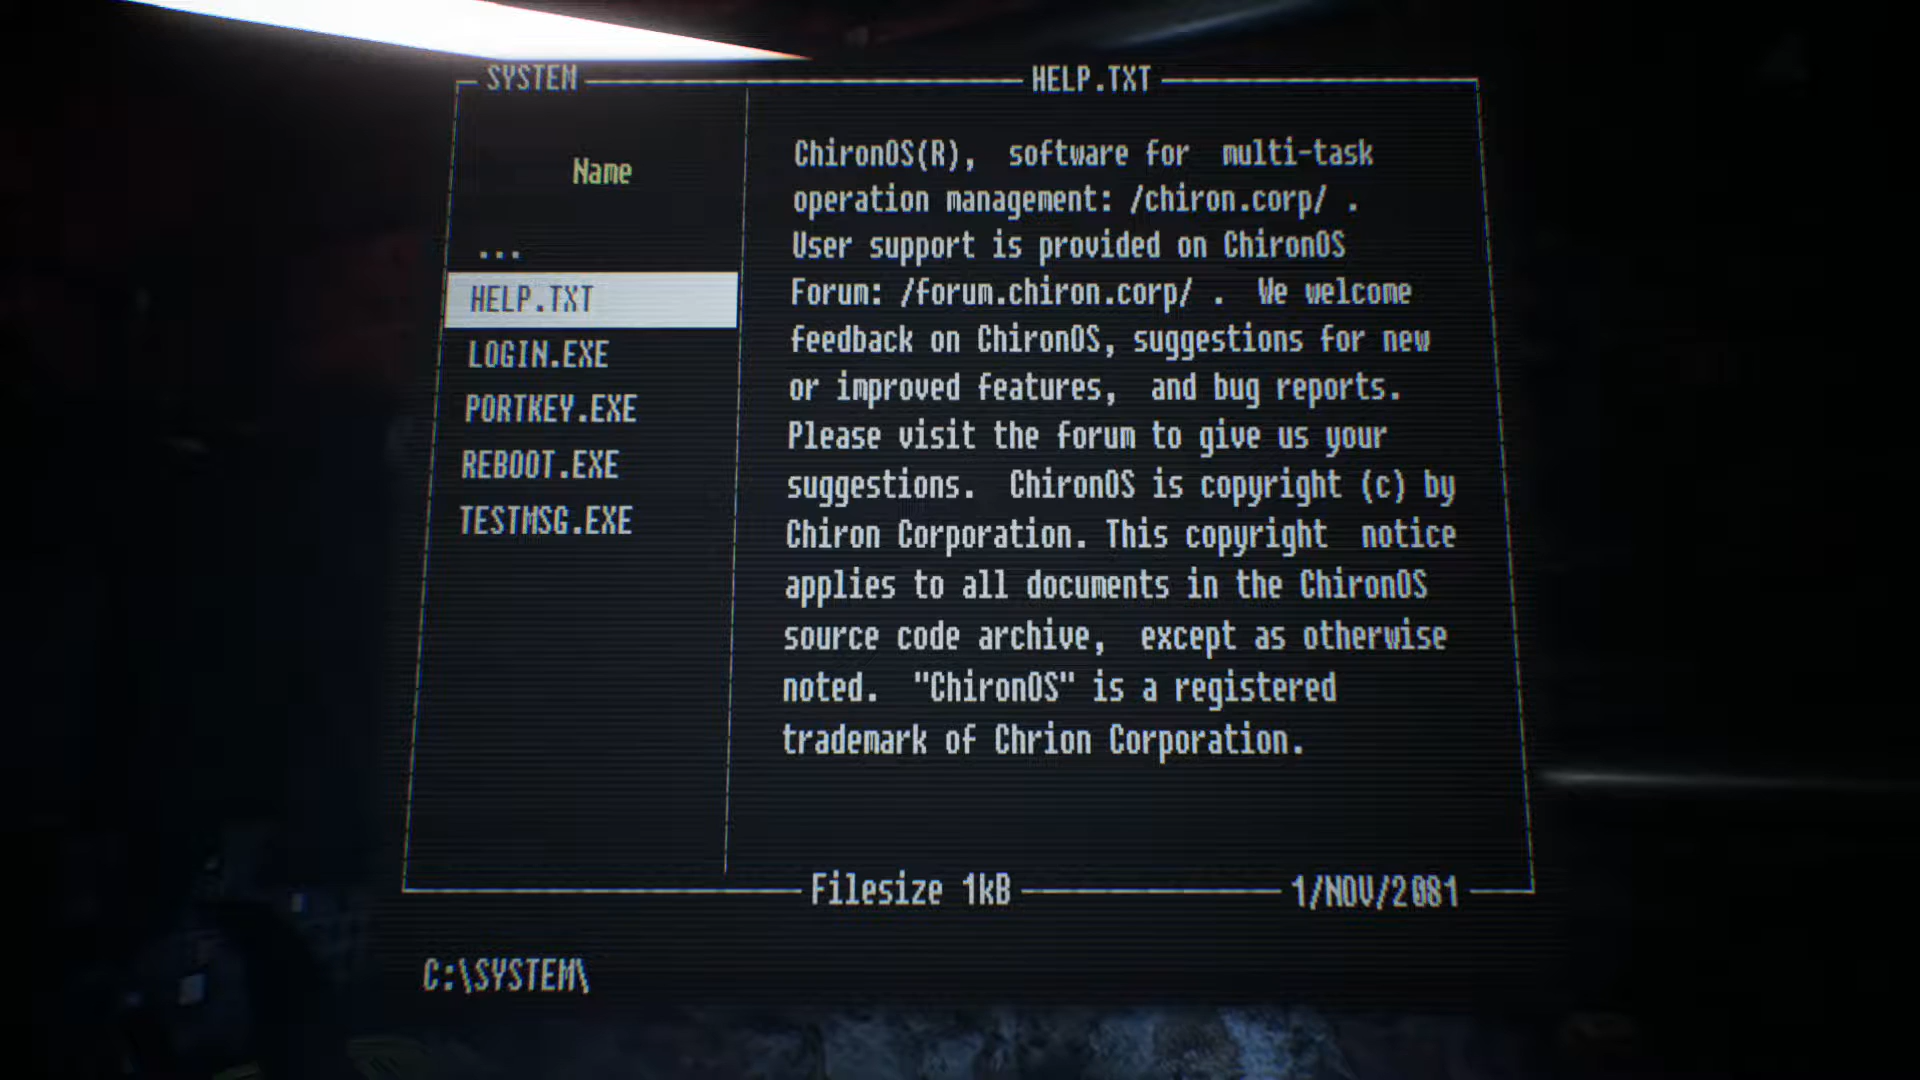 SYSTEM
HELP.TXT
Name
...
HELP.TXT
LOGIN.EXE
PORTKEY.EXE
REBOOT.EXE
TESTMSG.EXE
ChironOS(R), software for multi-task
operation management: /chiron.corp/ .
User support is provided on ChironOS
Forum: /forum.chiron.corp/ . We welcome
feedback on ChironOS, suggestions for new
or improved features, and bug reports.
Please visit the forum to give us your
suggestions. ChironOS is copyright (c) by
Chiron Corporation. This copyright notice
applies to all documents in the ChironOS
source code archive, except as otherwise
noted. "ChironOS" is a registered
trademark of Chrion Corporation.
Filesize 1kB
1/NOV/2081
C:\SYSTEM\